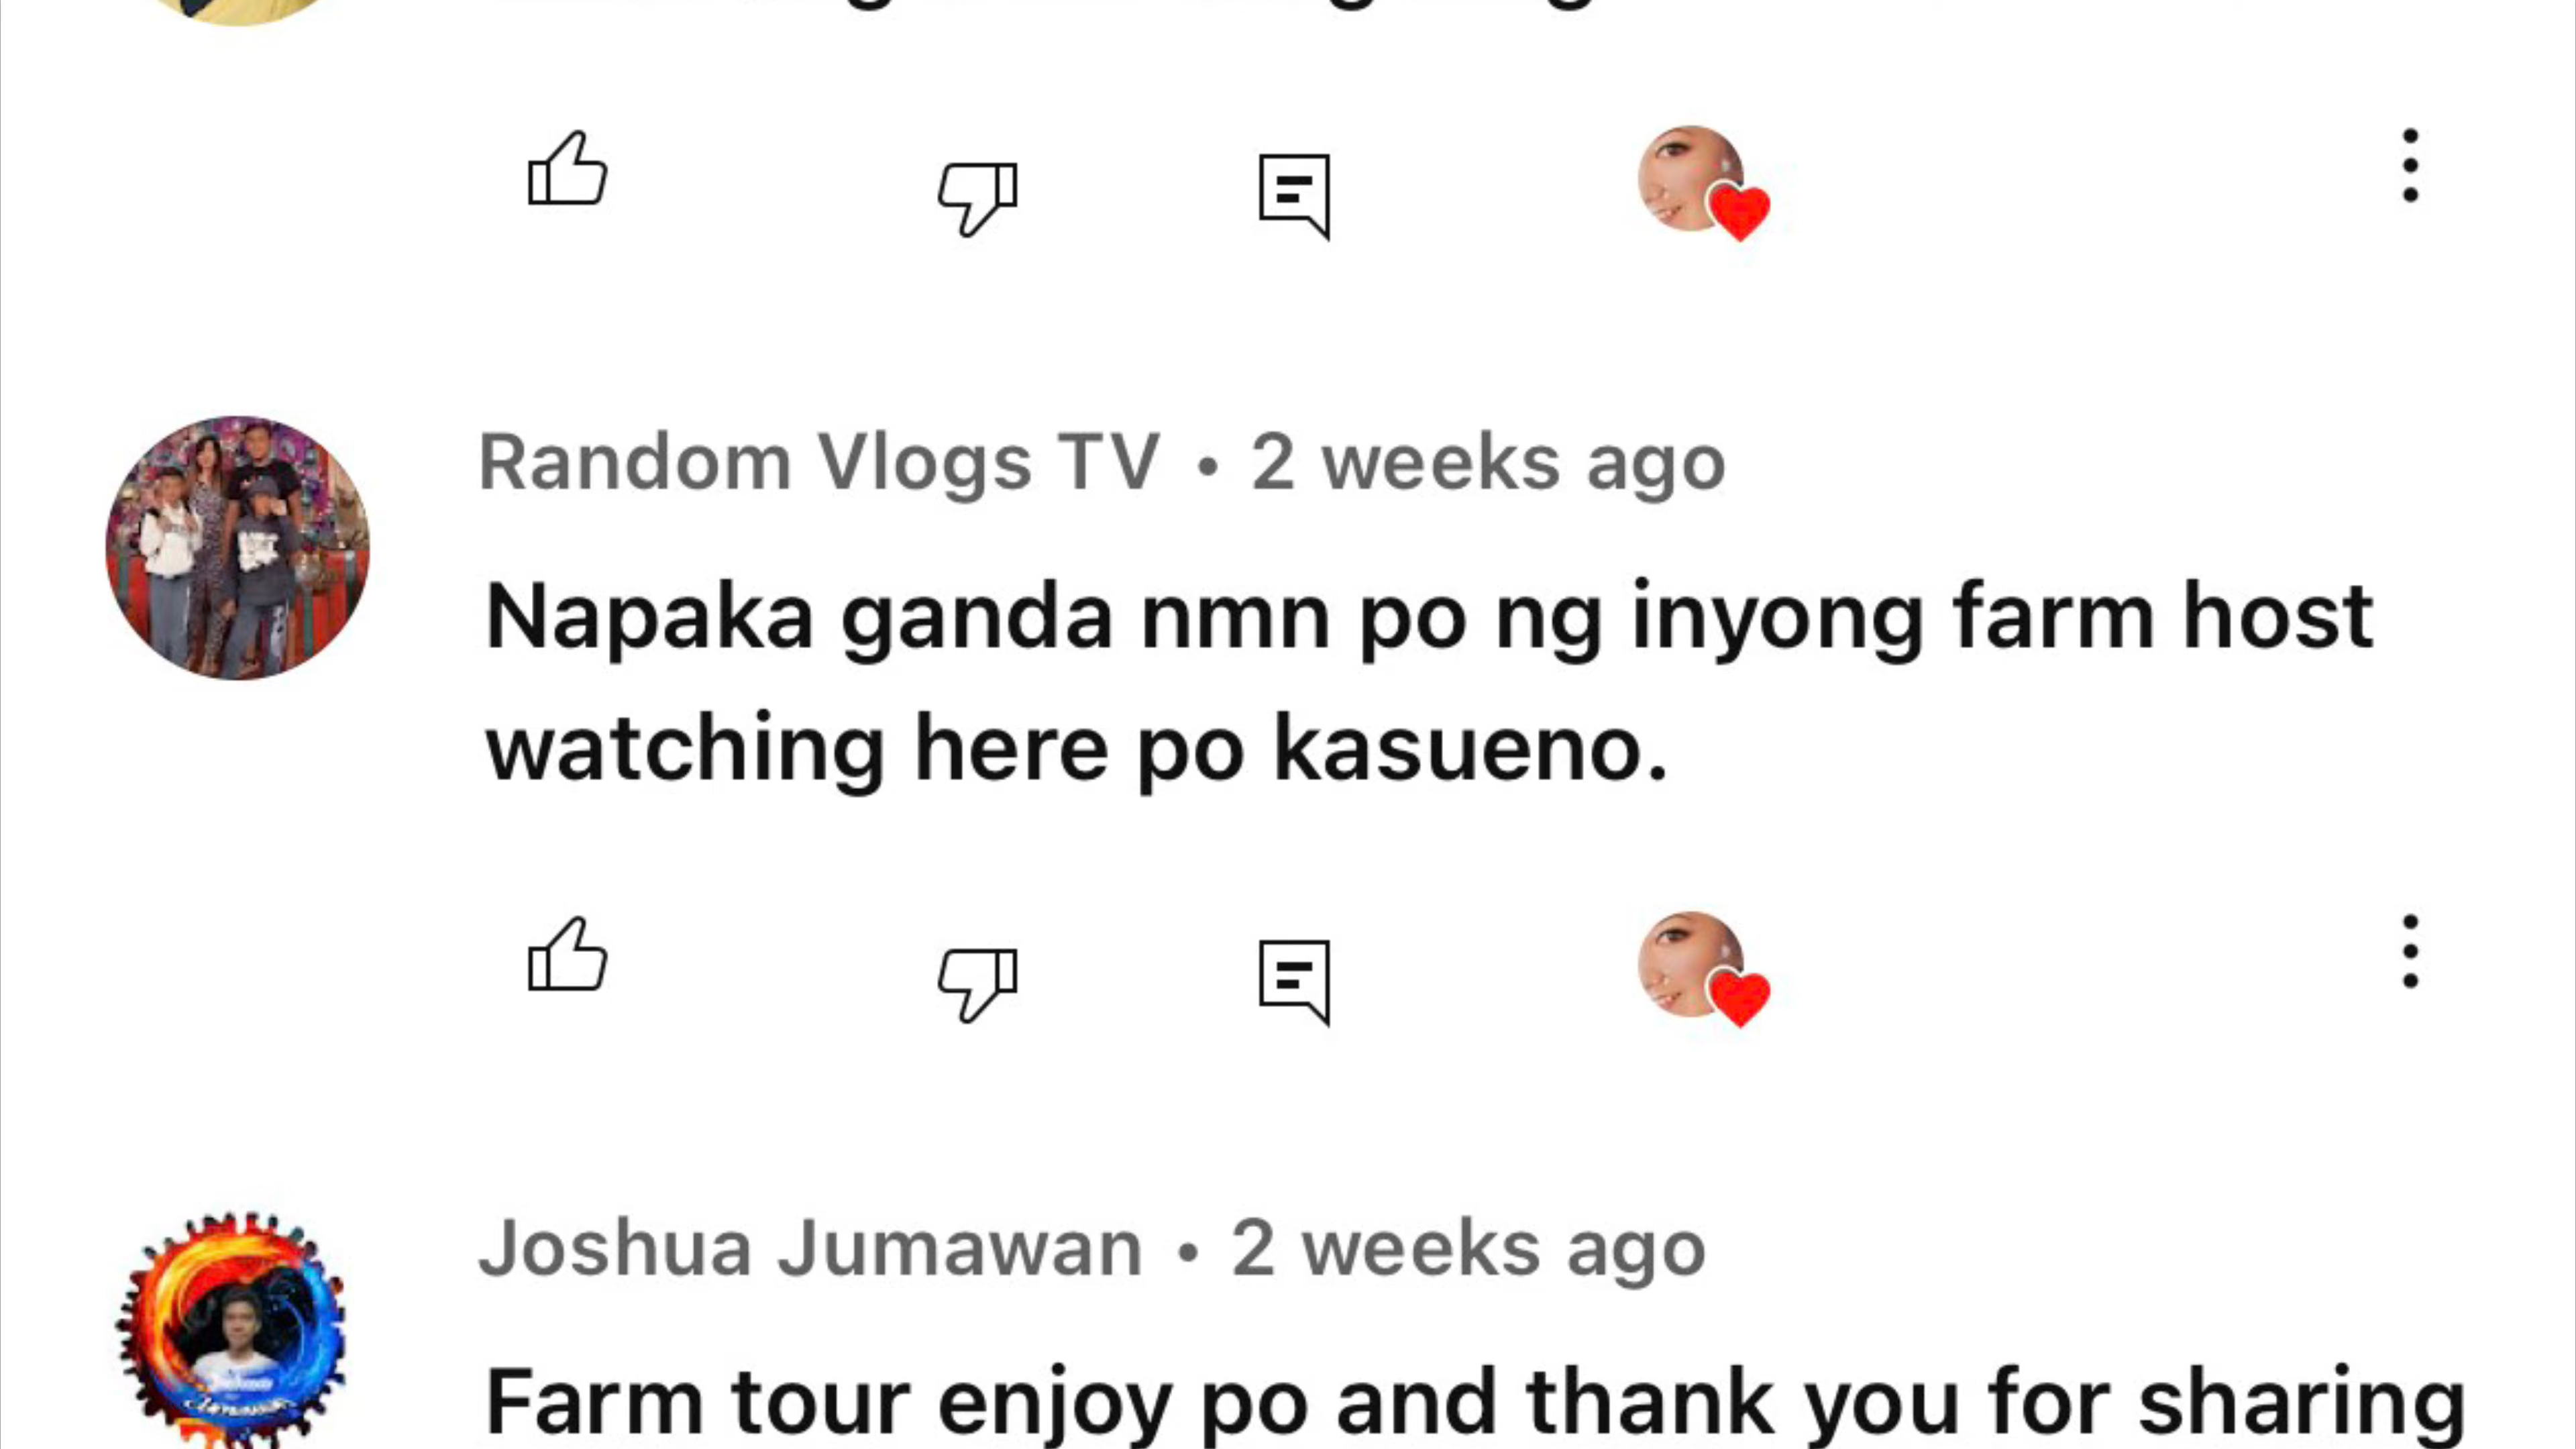 Random Vlogs TV • 2 weeks ago
Napaka ganda nmn po ng inyong farm host
watching here po kasueno.
Joshua Jumawan • 2 weeks ago
Farm tour enjoy po and thank you for sharing